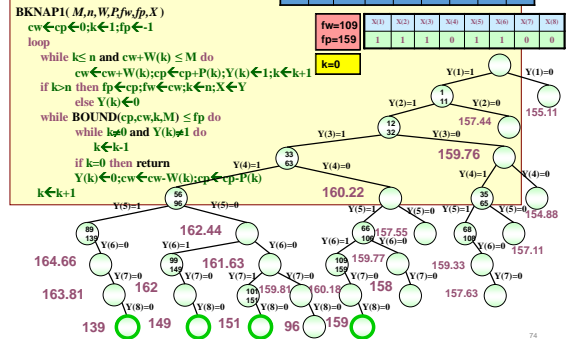 BKNAP1( M,n,W,P,fw,fp,X )
cw←cp←0;k←1;fp←-1
loop
while k≤ n and cw+W(k) ≤ M do
cw←cw+W(k);cp←cp+P(k);Y(k)←1;k←k+1
if k>n then fp←cp;fw←cw;k←n;X←Y
else Y(k)←0
while BOUND(cp,cw,k,M) ≤ fp do
while k≠0 and Y(k)≠1 do
k←k-1
if k=0 then return
Y(k)←0;cw←cw-W(k);cp←cp-P(k)
k←k+1
fw=109
fp=159
k=0
X(1) X(2) X(3) X(4) X(5) X(6) X(7) X(8)
1 1 1 0 1 1 0 0
Y(1)=1 Y(1)=0
1
11
155.11
Y(2)=1 Y(2)=0
12
32
157.44
Y(3)=1 Y(3)=0
33
63
159.76
Y(4)=1 Y(4)=0 Y(4)=1 Y(4)=0
56
96
160.22
35
65
154.88
Y(5)=1 Y(5)=0 Y(5)=1 Y(5)=0 Y(5)=1 Y(5)=0
89
139
162.44
66
106
157.55
68
157.11
Y(6)=0 Y(6)=1 Y(6)=0 Y(6)=1 Y(6)=0 Y(6)=0
164.66
99
149
161.63
109
159
159.77
159.33
Y(7)=0 Y(7)=0 Y(7)=1 Y(7)=0 Y(7)=0 Y(7)=0 Y(7)=0
163.81
162
101
151
159.81
160.18
158
157.63
Y(8)=0 Y(8)=0 Y(8)=0 Y(8)=0 Y(8)=0
139
149
151
96
159
74